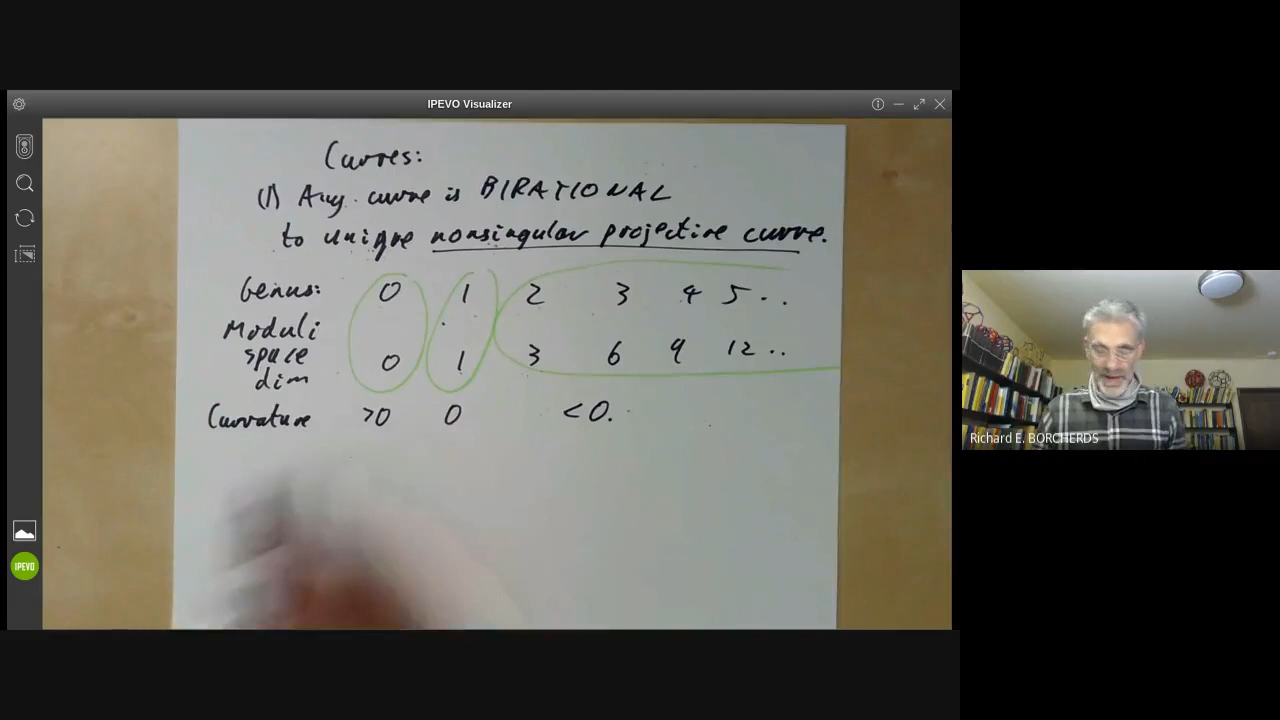 IPEVO Visualizer
Curves:
(1) Any curve is BIRATIONAL
to unique nonsingular projective curve.
Genus: 0 1 2 3 4 5 . .
Moduli
space 0 1 3 6 9 12 ..
dim
Curvature >0 0 <0.
IPEVO
Richard E. BORCHERDS